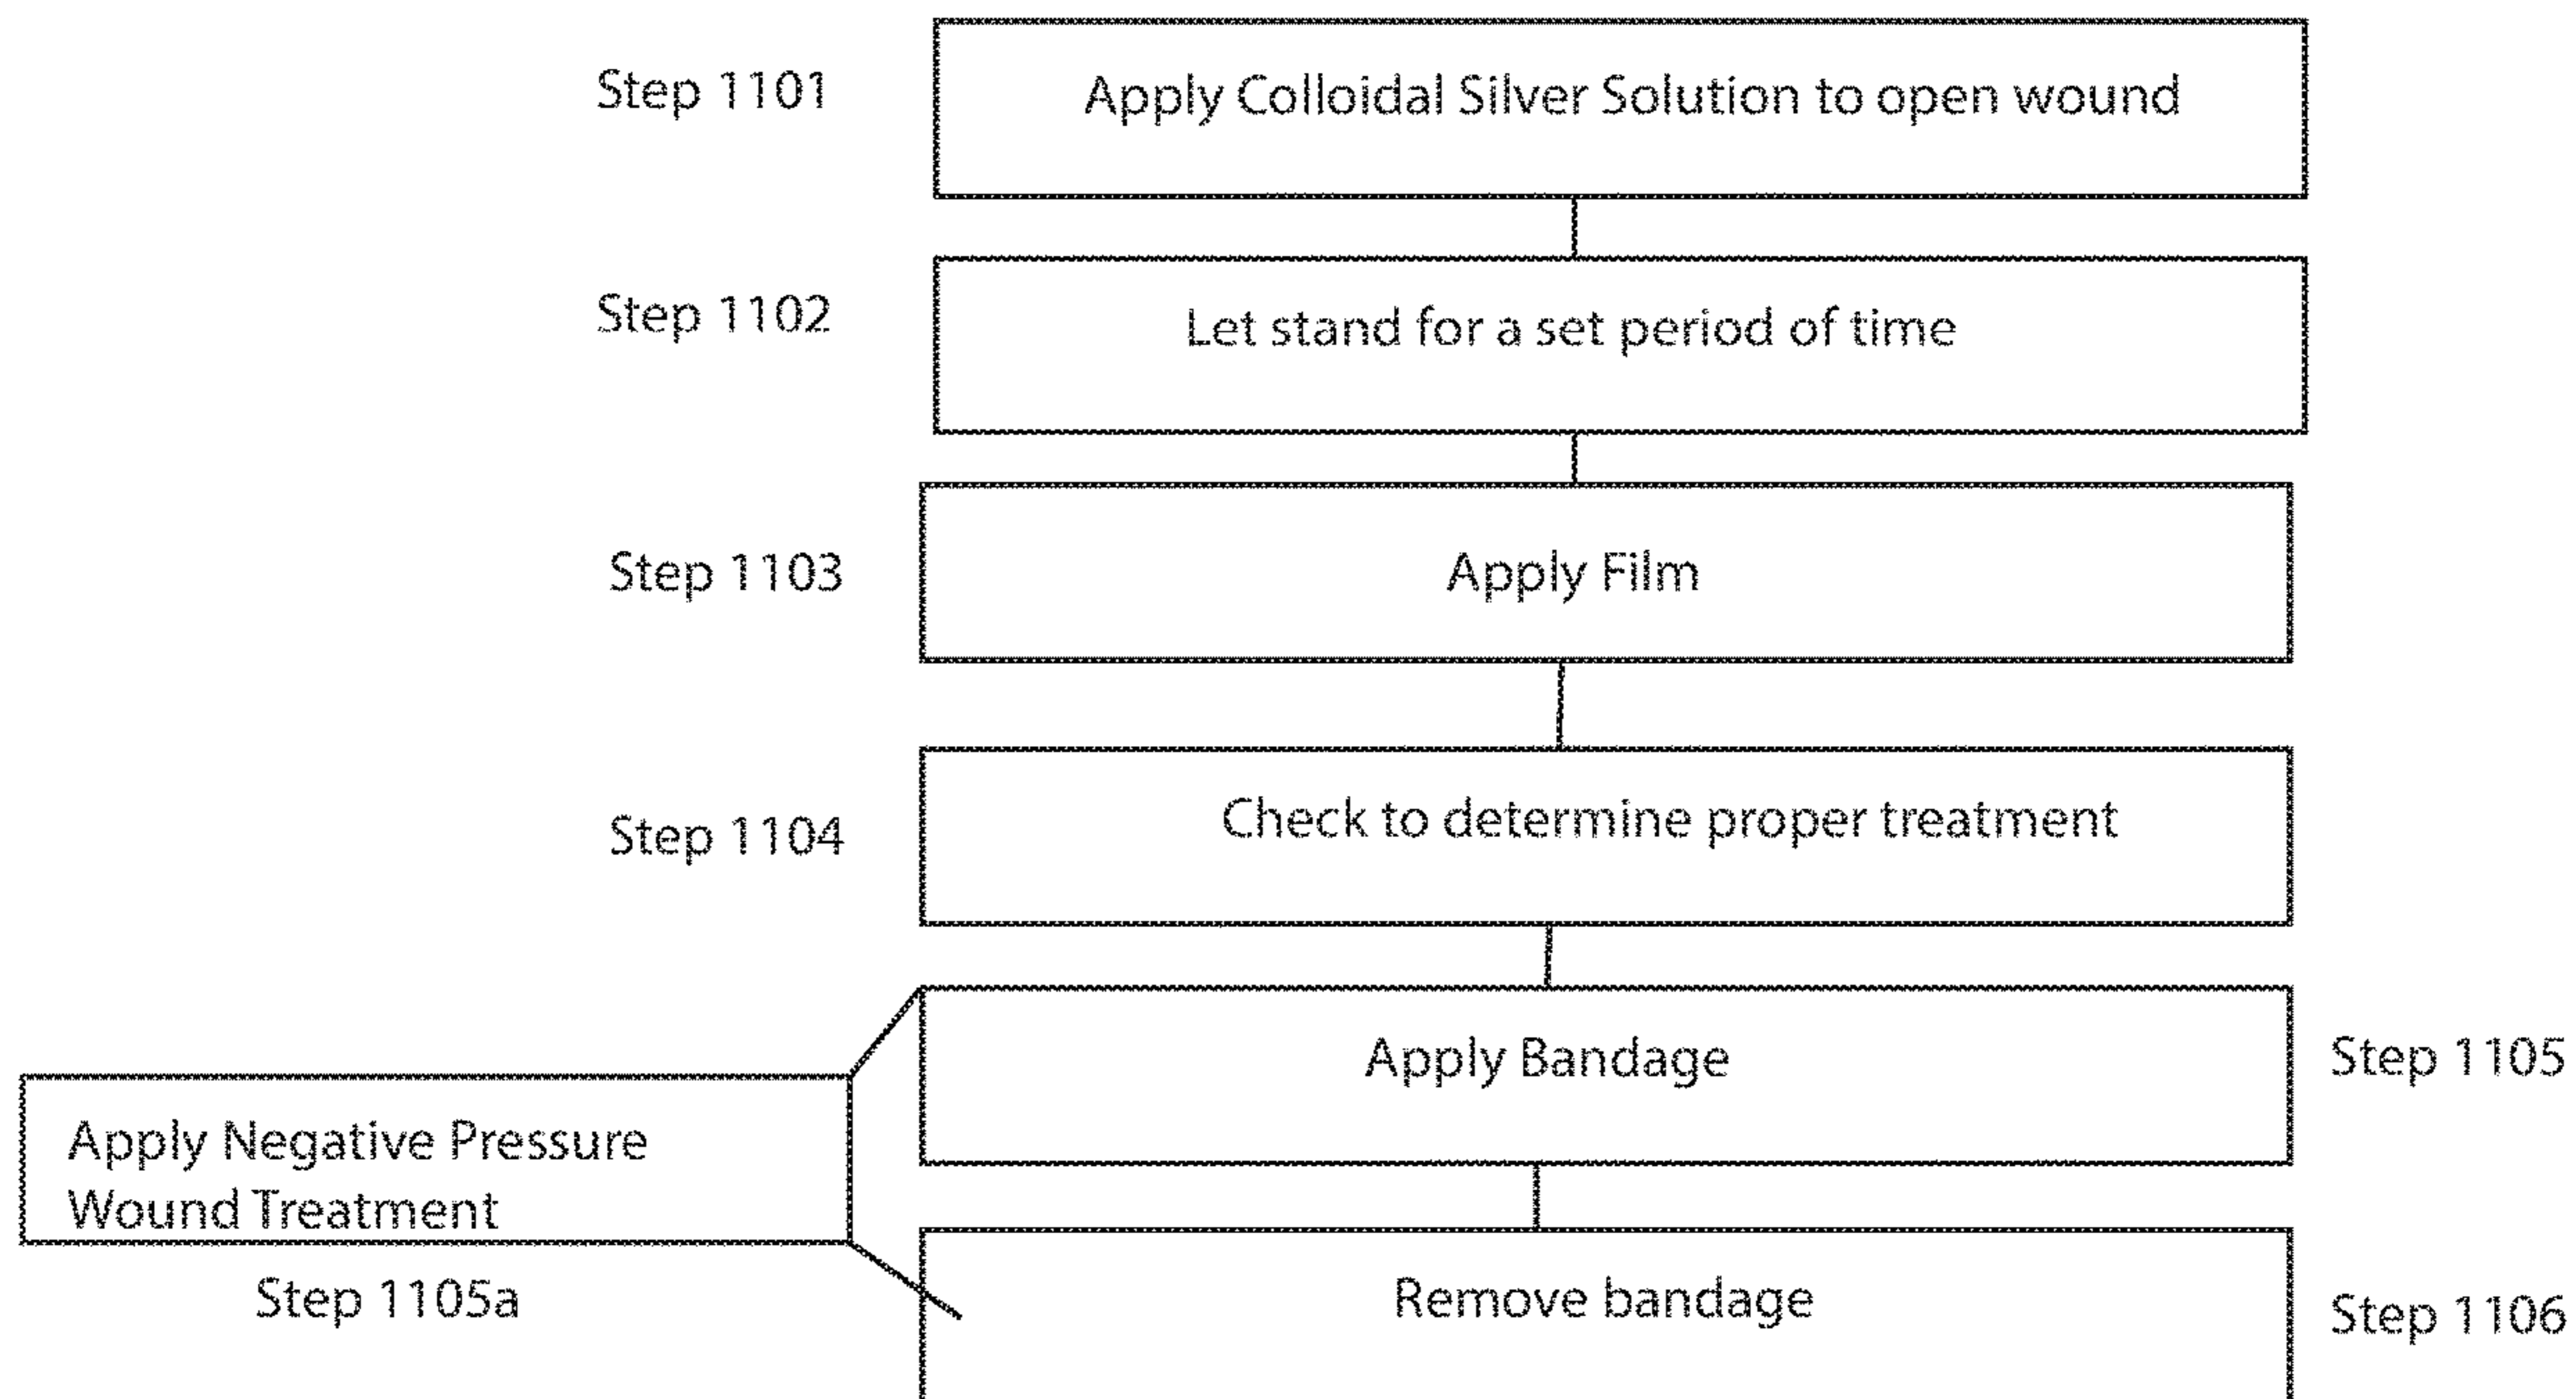 Step 1101
Apply Colloidal Silver Solution to open wound
Step 1102
Let stand for a set period of time
Step 1103
Apply Film
Step 1104
Check to determine proper treatment
Apply Bandage
Step 1105
Apply Negative Pressure
Wound Treatment
Step 1105a
Remove bandage
Step 1106